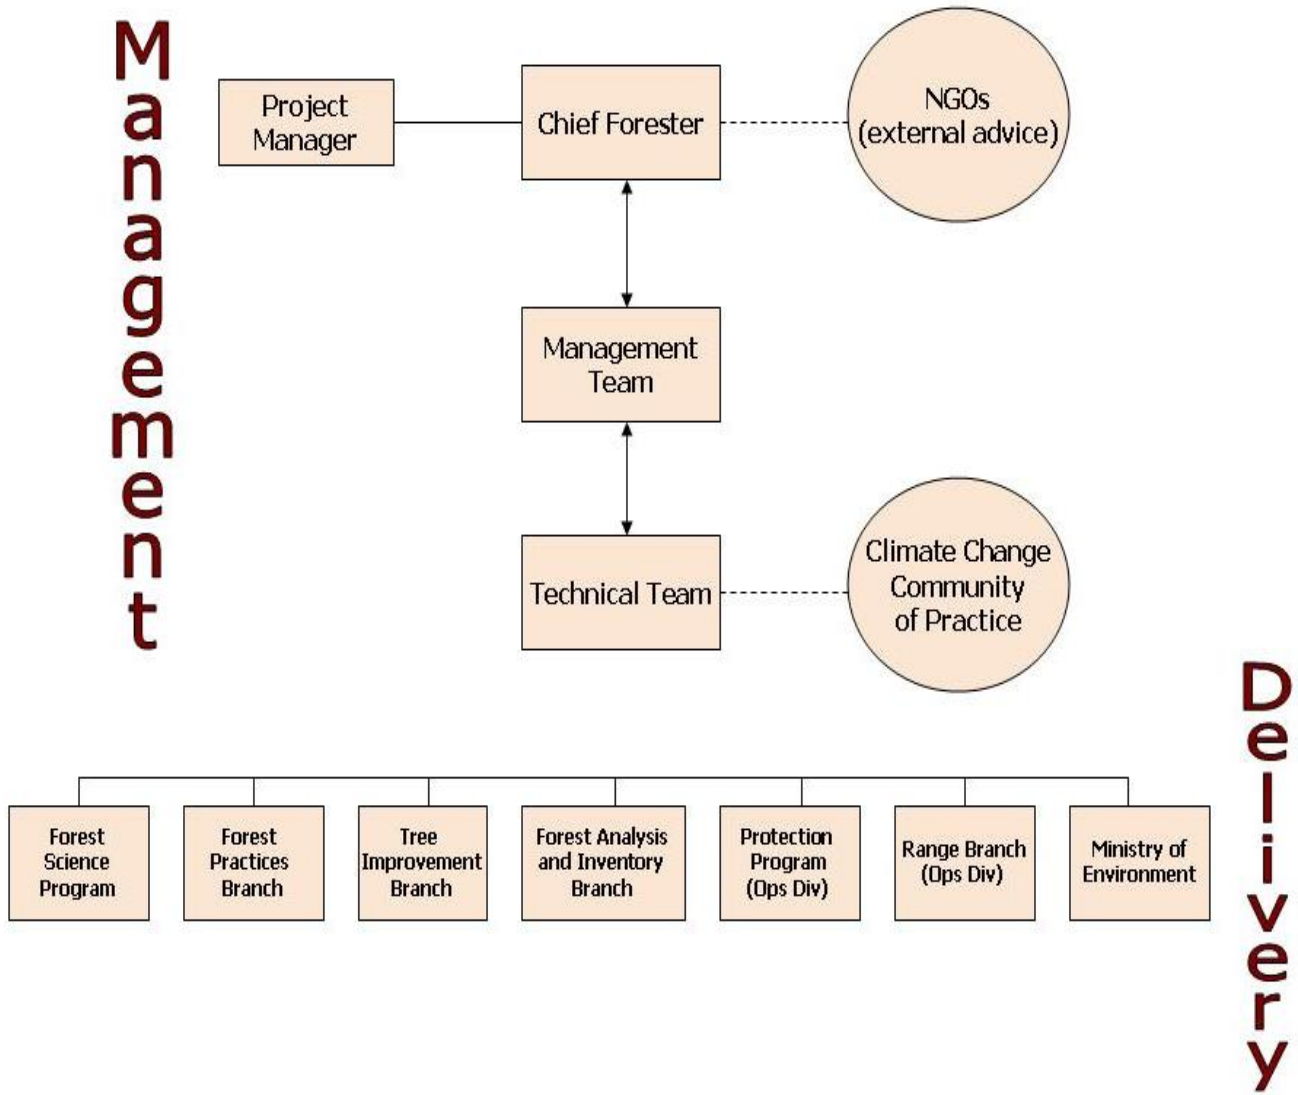 Management
Project
Manager
Chief Forester
NGOs
(external advice)
Management
Team
Technical Team
Climate Change
Community
of Practice
Delivery
Forest
Science
Program
Forest
Practices
Branch
Tree
Improvement
Branch
Forest Analysis
and Inventory
Branch
Protection
Program
(Ops Div)
Range Branch
(Ops Div)
Ministry of
Environment